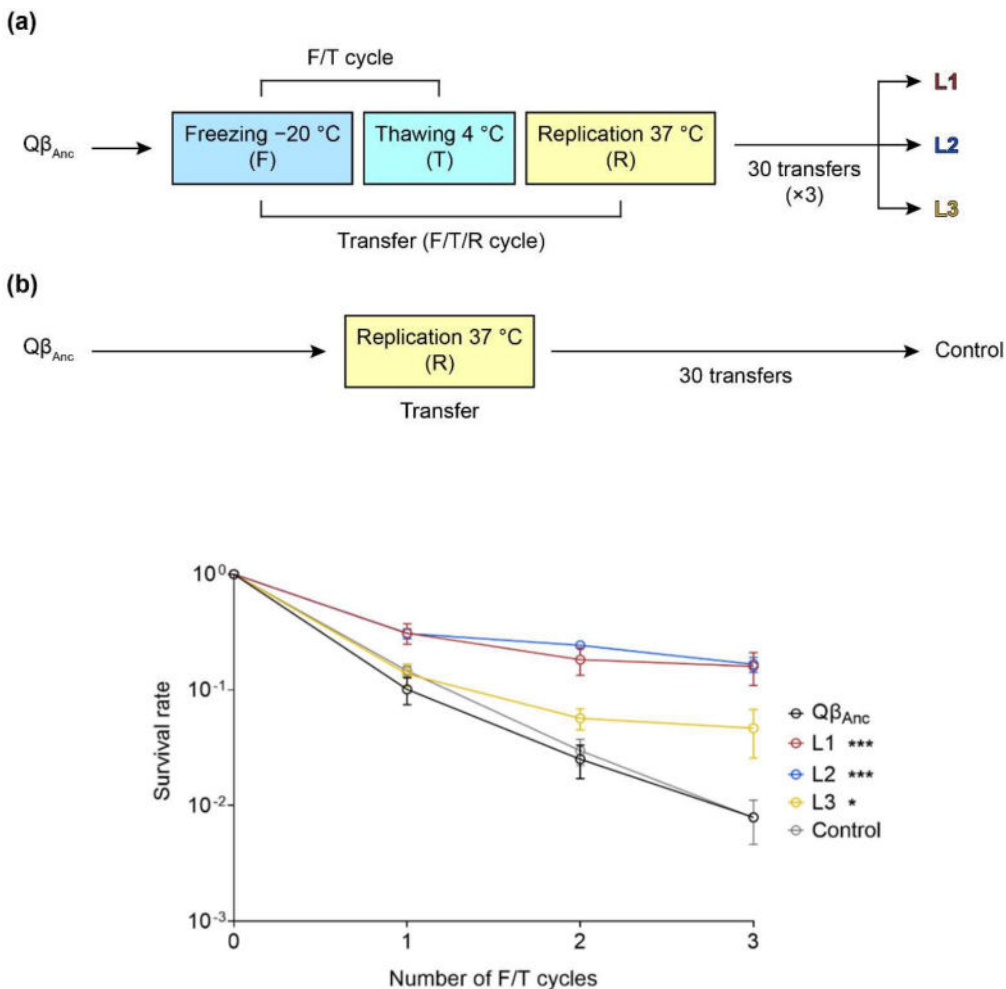 (a)
F/T cycle
Qβ_Anc
Freezing −20 °C
(F)
Thawing 4 °C
(T)
Replication 37 °C
(R)
30 transfers
(×3)
L1
L2
L3
Transfer (F/T/R cycle)
(b)
Qβ_Anc
Replication 37 °C
(R)
30 transfers
Control
Transfer
Survival rate
10⁰
10⁻¹
10⁻²
10⁻³
0 1 2 3
Number of F/T cycles
Qβ_Anc
L1 ***
L2 ***
L3 *
Control